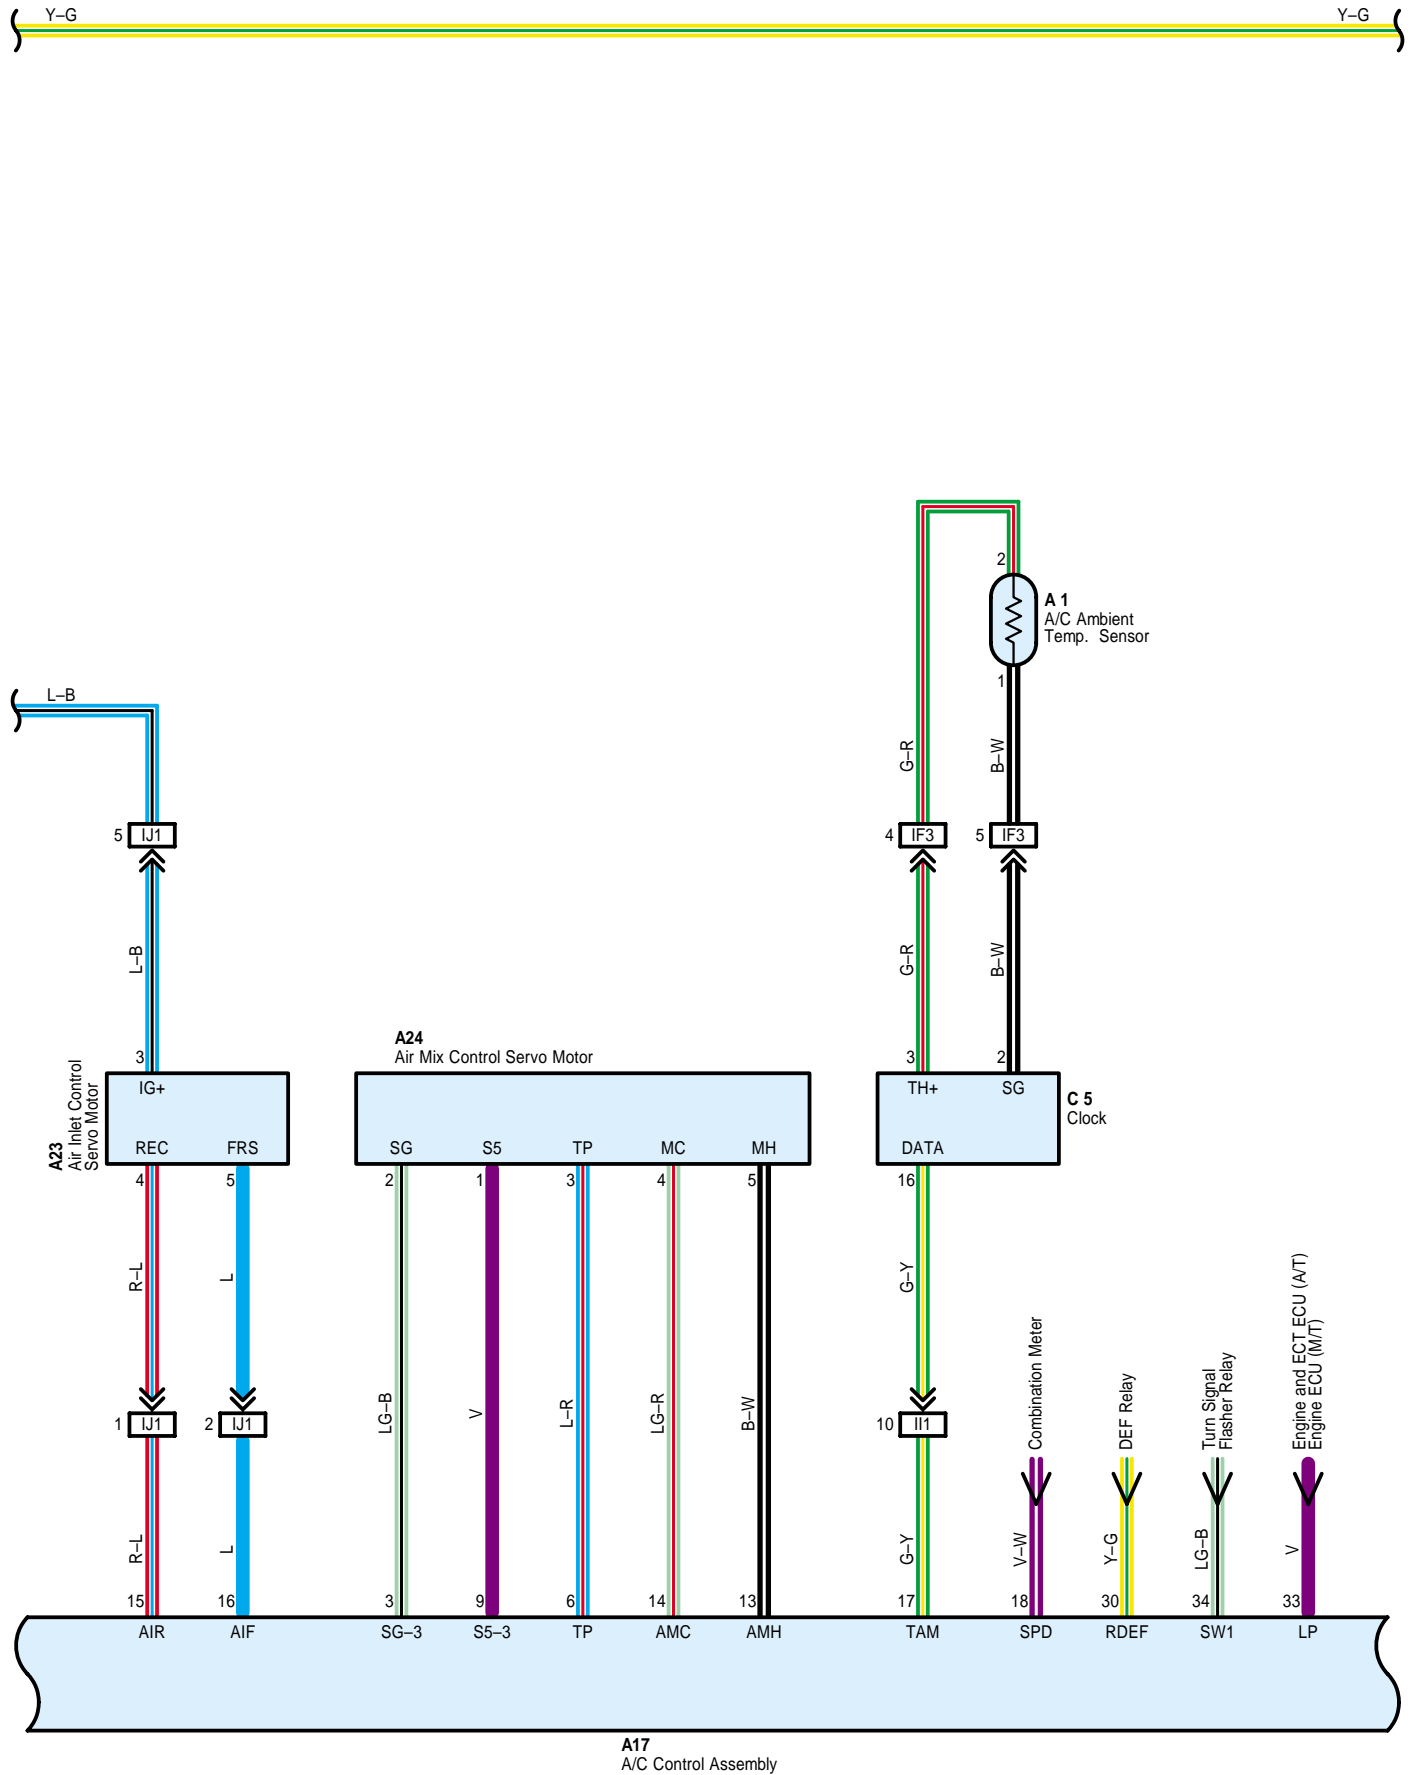 Y–G Y–G
2
A 1
A/C Ambient
Temp. Sensor
1
L–B
G–R B–W
5 IJ1 4 IF3 5 IF3
L–B G–R B–W
A24
Air Mix Control Servo Motor
3 3 2
A23
Air Inlet Control
Servo Motor
IG+ TH+ SG
C 5
Clock
REC FRS SG S5 TP MC MH DATA
4 5 2 1 3 4 5 16
R–L L G–Y
Combination Meter
DEF Relay
Turn Signal
Flasher Relay
Engine and ECT ECU (A/T)
Engine ECU (M/T)
LG–B V L–R LG–R B–W
1 IJ1 2 IJ1 10 II1
R–L L G–Y V–W Y–G LG–B V
15 16 3 9 6 14 13 17 18 30 34 33
AIR AIF SG–3 S5–3 TP AMC AMH TAM SPD RDEF SW1 LP
A17
A/C Control Assembly